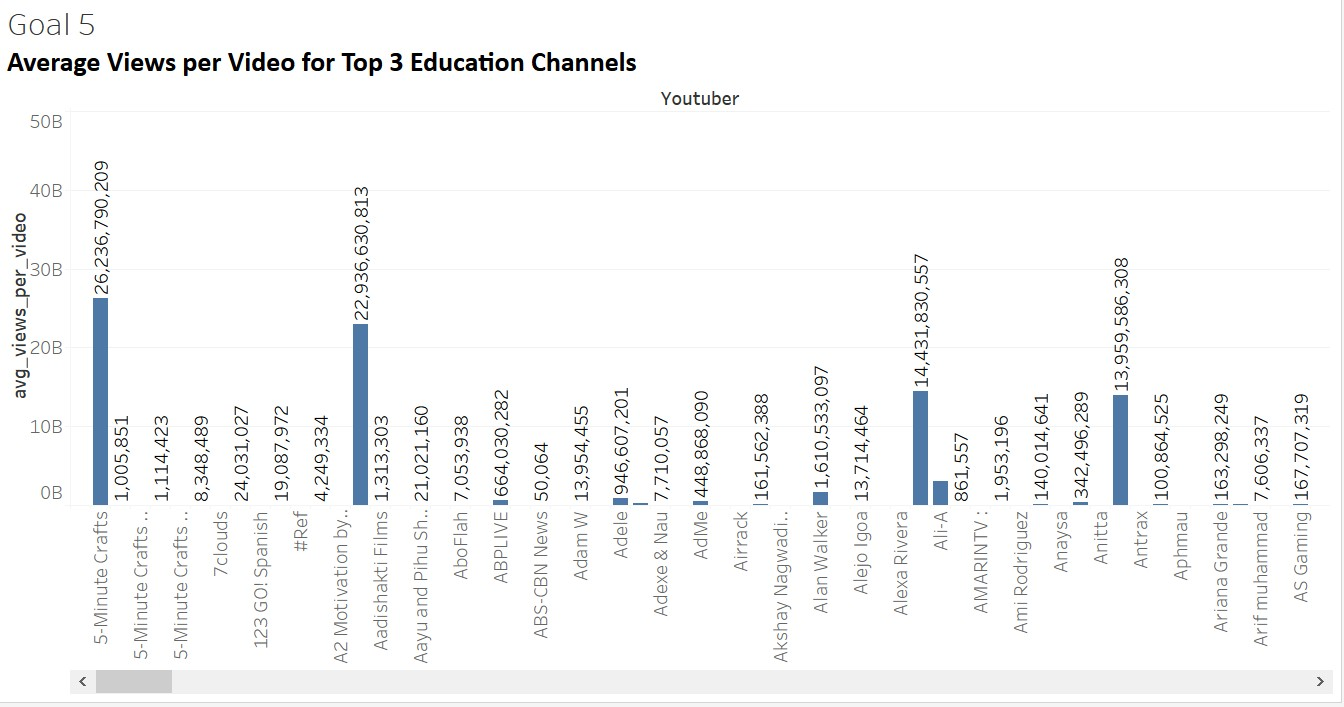 Goal 5
Average Views per Video for Top 3 Education Channels
Youtuber
avg_views_per_video
50B
40B
30B
20B
10B
0B
26,236,790,209
1,005,851
1,114,423
8,348,489
24,031,027
19,087,972
4,249,334
22,936,630,813
1,313,303
21,021,160
7,053,938
664,030,282
50,064
13,954,455
946,607,201
7,710,057
448,868,090
161,562,388
1,610,533,097
13,714,464
14,431,830,557
861,557
1,953,196
140,014,641
342,496,289
13,959,586,308
100,864,525
163,298,249
7,606,337
167,707,319
5-Minute Crafts
5-Minute Crafts ..
5-Minute Crafts ..
7clouds
123 GO! Spanish
#Ref
A2 Motivation by..
Aadishakti Films
Aayu and Pihu Sh..
AboFlah
ABPLIVE
ABS-CBN News
Adam W
Adele
Adexe & Nau
AdMe
Airrack
Akshay Nagwadi..
Alan Walker
Alejo Igoa
Alexa Rivera
Ali-A
AMARINTV :
Ami Rodriguez
Anaysa
Anitta
Antrax
Aphmau
Ariana Grande
Arif muhammad
AS Gaming